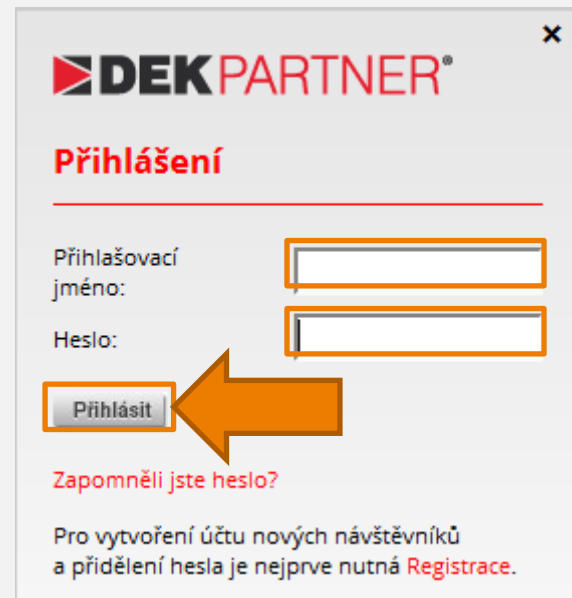 ×
DEKPARTNER®
Přihlášení
Přihlašovací
jméno:
Heslo:
Přihlásit
Zapomněli jste heslo?
Pro vytvoření účtu nových návštěvníků
a přidělení hesla je nejprve nutná Registrace.